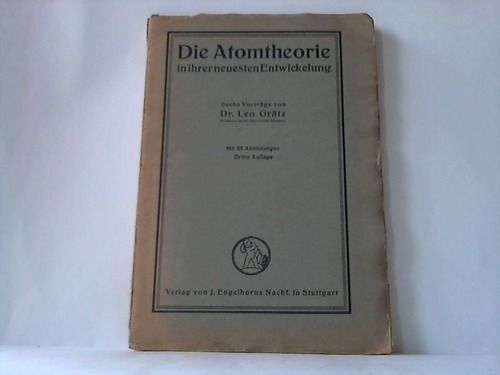 Die Atomtheorie
in ihrer neuesten Entwickelung
Sechs Vorträge von
Dr. Leo Grätz
Mit 33 Abbildungen
Dritte Auflage
Verlag von J. Engelhorns Nachf. in Stuttgart